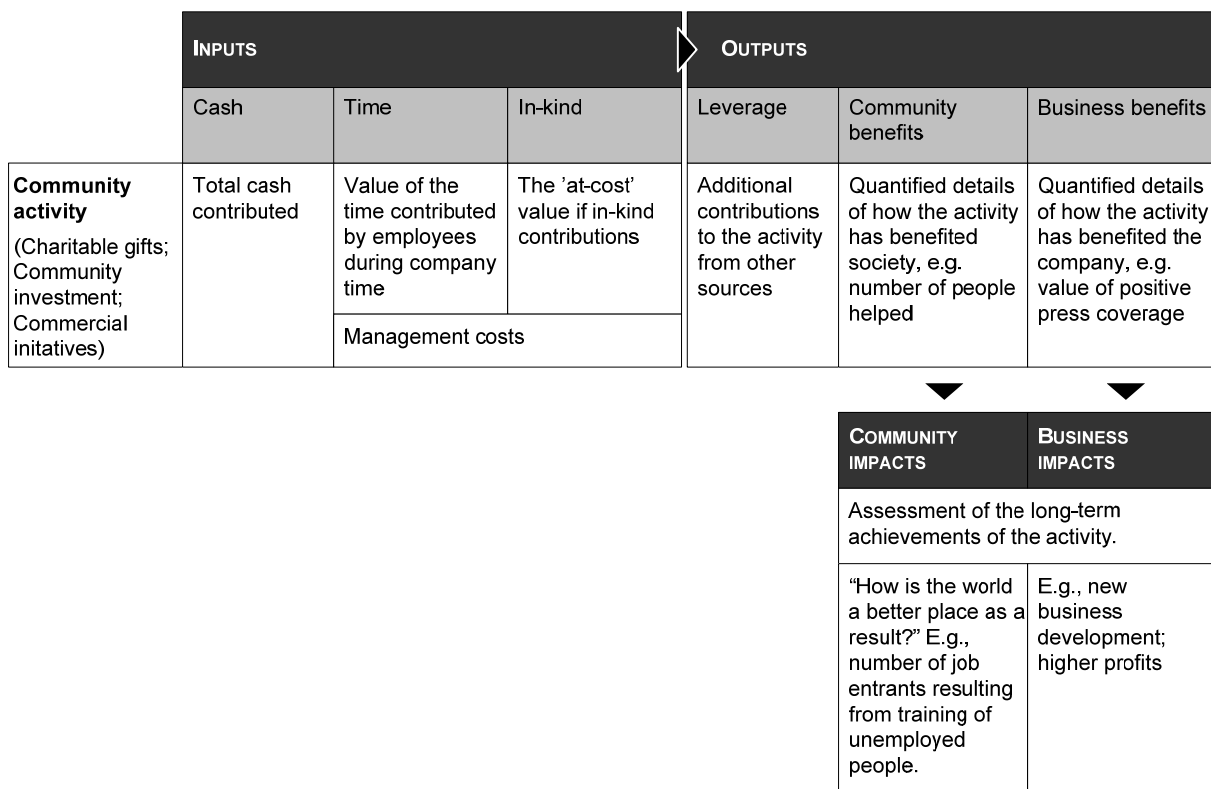 INPUTS
OUTPUTS
Cash
Time
In-kind
Leverage
Community
benefits
Business benefits
Community
activity
(Charitable gifts;
Community
investment;
Commercial
initatives)
Total cash
contributed
Value of the
time contributed
by employees
during company
time
The 'at-cost'
value if in-kind
contributions
Management costs
Additional
contributions
to the activity
from other
sources
Quantified details
of how the activity
has benefited
society, e.g.
number of people
helped
Quantified details
of how the activity
has benefited the
company, e.g.
value of positive
press coverage
COMMUNITY
IMPACTS
BUSINESS
IMPACTS
Assessment of the long-term
achievements of the activity.
“How is the world
a better place as a
result?” E.g.,
number of job
entrants resulting
from training of
unemployed
people.
E.g., new
business
development;
higher profits